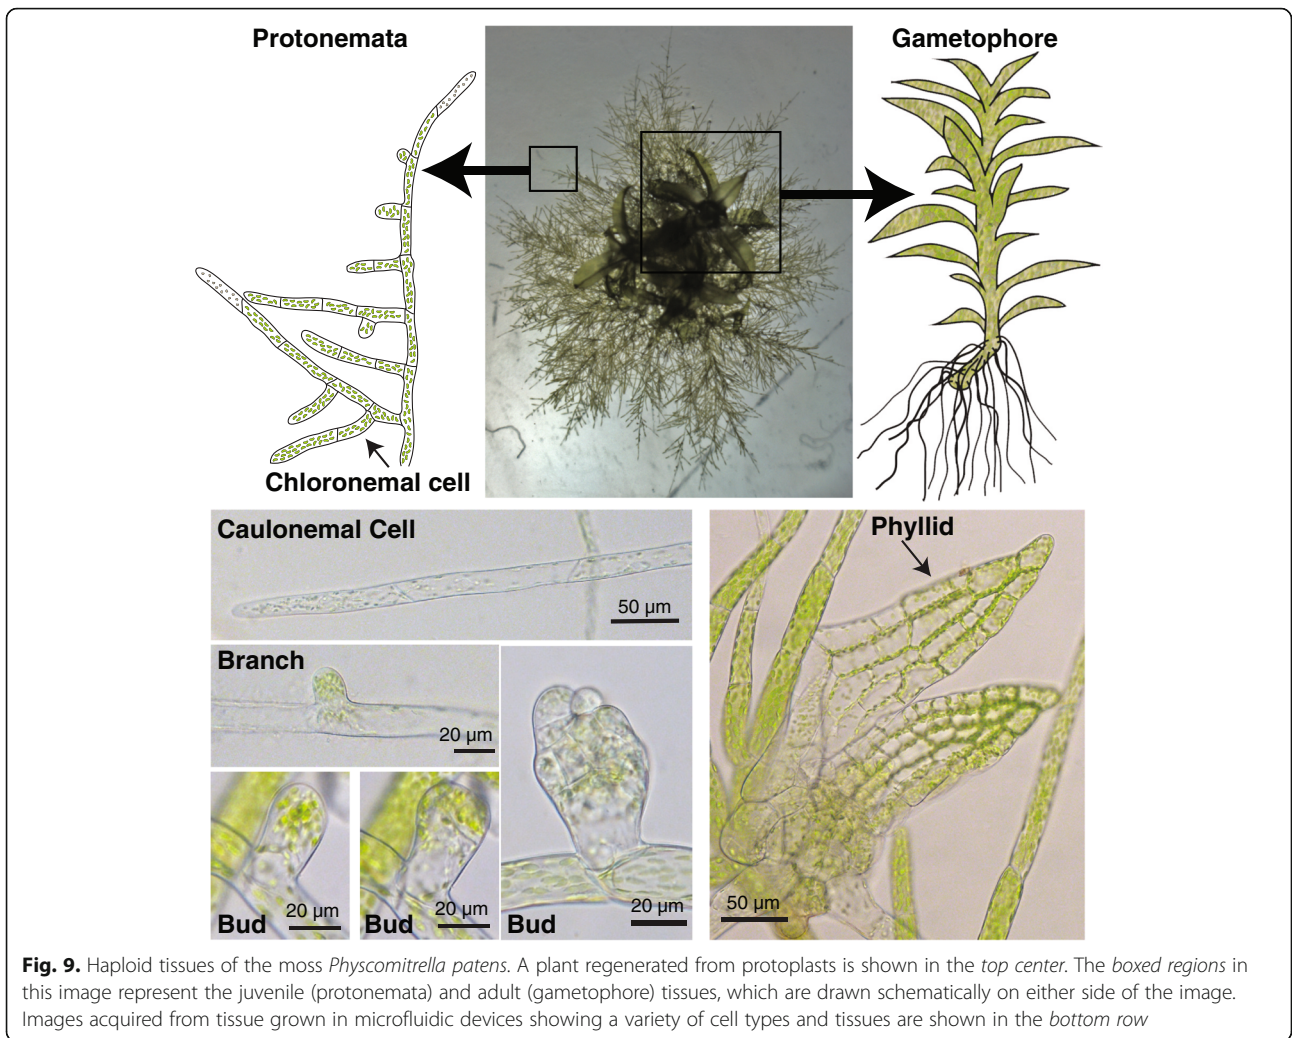 Protonemata
Gametophore
Chloronemal cell
Caulonemal Cell
50 µm
Phyllid
Branch
20 µm
Bud
20 µm
Bud
20 µm
Bud
20 µm
50 µm
Fig. 9. Haploid tissues of the moss Physcomitrella patens. A plant regenerated from protoplasts is shown in the top center. The boxed regions in
this image represent the juvenile (protonemata) and adult (gametophore) tissues, which are drawn schematically on either side of the image.
Images acquired from tissue grown in microfluidic devices showing a variety of cell types and tissues are shown in the bottom row